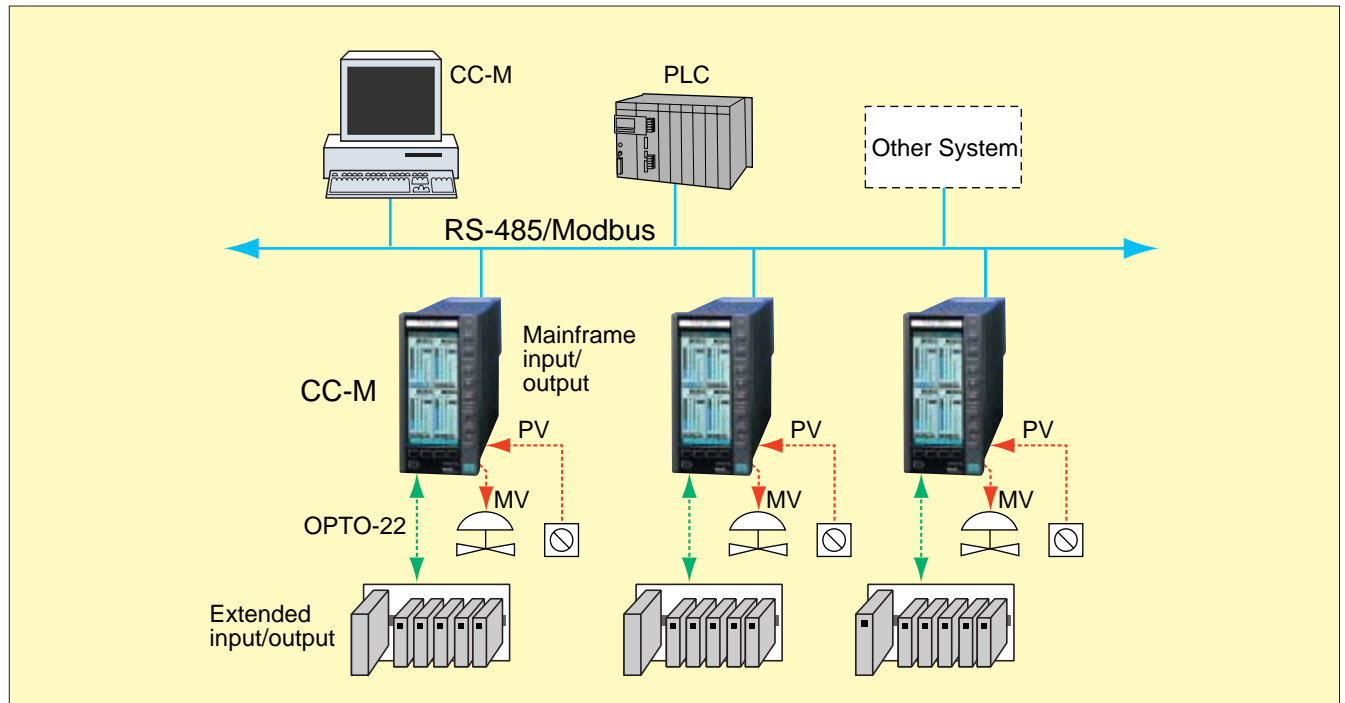 CC-M
PLC
Other System
RS-485/Modbus
CC-M
Mainframe
input/
output
PV
PV
PV
MV
MV
MV
OPTO-22
Extended
input/output